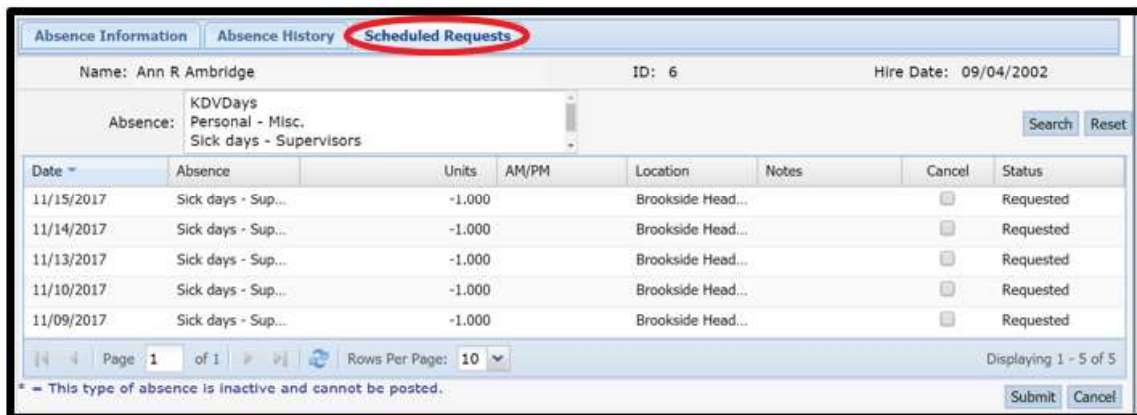 Absence Information Absence History Scheduled Requests
Name: Ann R Ambridge ID: 6 Hire Date: 09/04/2002
KDVDays
Absence: Personal - Misc. Search Reset
Sick days - Supervisors
Date Absence Units AM/PM Location Notes Cancel Status
11/15/2017 Sick days - Sup... -1.000 Brookside Head... Requested
11/14/2017 Sick days - Sup... -1.000 Brookside Head... Requested
11/13/2017 Sick days - Sup... -1.000 Brookside Head... Requested
11/10/2017 Sick days - Sup... -1.000 Brookside Head... Requested
11/09/2017 Sick days - Sup... -1.000 Brookside Head... Requested
Page 1 of 1 Rows Per Page: 10 Displaying 1 - 5 of 5
* = This type of absence is inactive and cannot be posted.
Submit Cancel